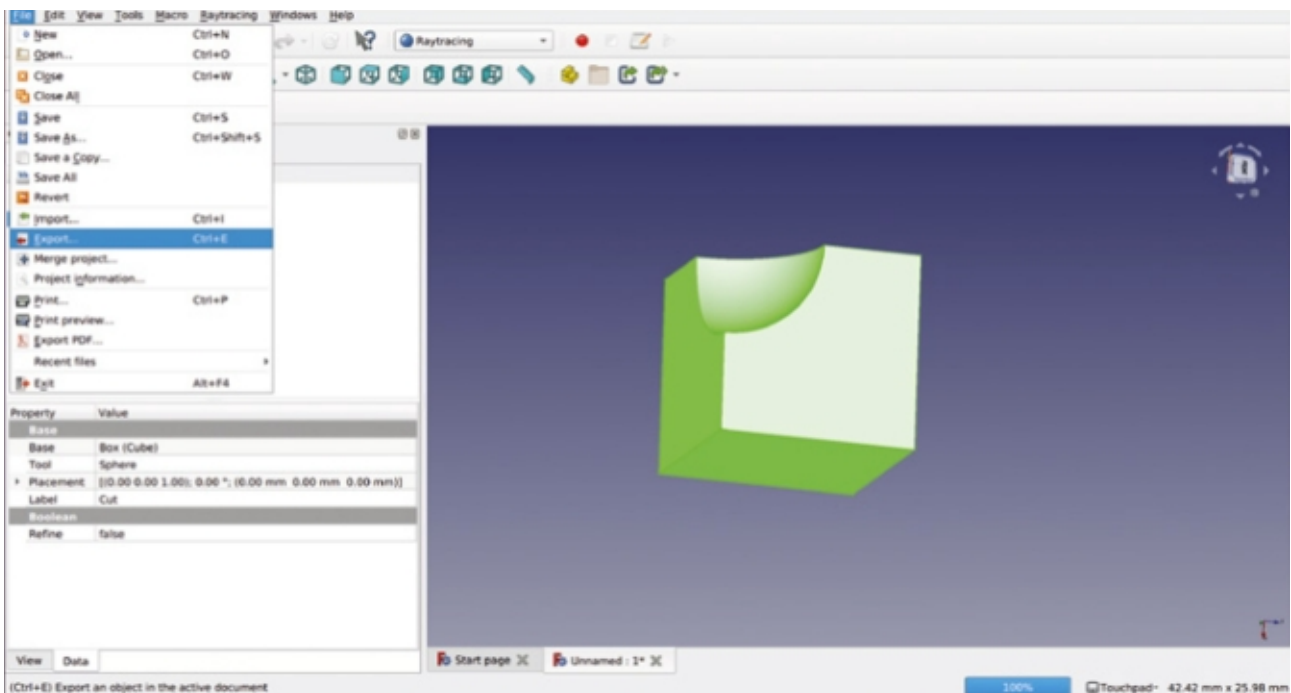 File Edit View Tools Macro Raytracing Windows Help
New Ctrl+N
Raytracing
Open... Ctrl+O
Close Ctrl+W
Close All
Save Ctrl+S
Save As... Ctrl+Shift+S
Save a Copy...
Save All
Revert
Import... Ctrl+I
Export... Ctrl+E
Merge project...
Project information...
Print... Ctrl+P
Print preview...
Export PDF...
Recent files
Exit Alt+F4
Property Value
Base
Base Box (Cube)
Tool Sphere
Placement [(0.00 0.00 1.00); 0.00 °; (0.00 mm 0.00 mm 0.00 mm)]
Label Cut
Boolean
Refine false
View Data
Start page Unnamed : 1*
(Ctrl+E) Export an object in the active document
100% Touchpad 42.42 mm x 25.98 mm